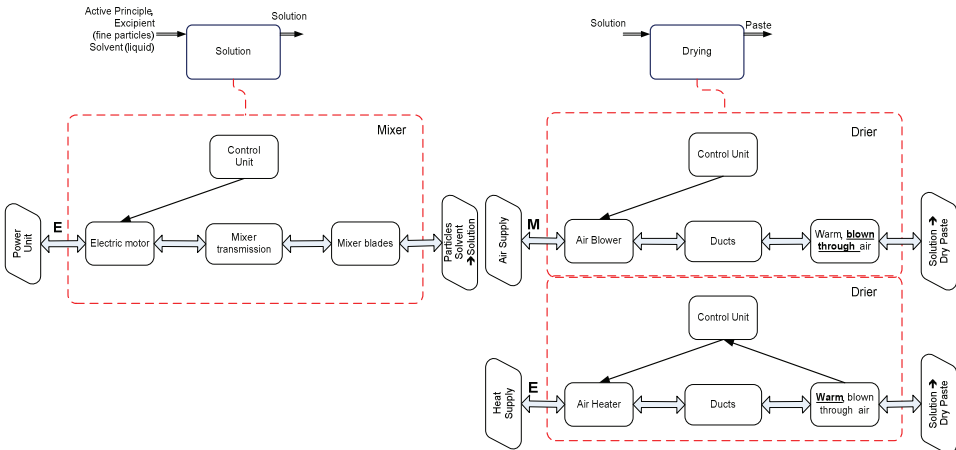 Active Principle,
Excipient
(fine particles)
Solvent (liquid)
Solution
Solution
Mixer
Control
Unit
Power
Unit
E
Electric motor
Mixer
transmission
Mixer blades
Particles
Solvent
➔Solution
Solution
Paste
Drying
Drier
Control Unit
Air Supply
M
Air Blower
Ducts
Warm, blown
through air
Solution ➔
Dry Paste
Drier
Control Unit
Heat
Supply
E
Air Heater
Ducts
Warm, blown
through air
Solution ➔
Dry Paste